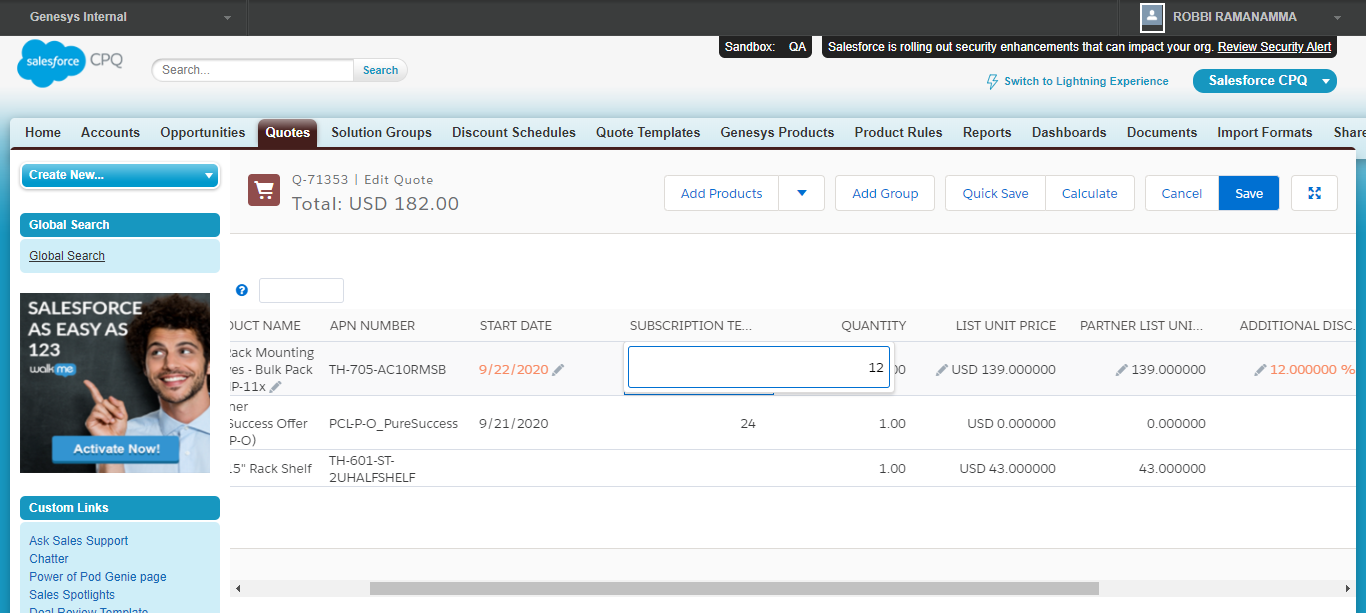 Genesys Internal
ROBBI RAMANAMMA
salesforce CPQ
Search...
Search
Sandbox: QA
Salesforce is rolling out security enhancements that can impact your org. Review Security Alert
Switch to Lightning Experience
Salesforce CPQ
Home Accounts Opportunities Quotes Solution Groups Discount Schedules Quote Templates Genesys Products Product Rules Reports Dashboards Documents Import Formats Share
Create New...
Global Search
Global Search
SALESFORCE
AS EASY AS
123
walkme
Activate Now!
Custom Links
Ask Sales Support
Chatter
Power of Pod Genie page
Sales Spotlights
Deal Review Template
Q-71353 | Edit Quote
Total: USD 182.00
Add Products
Add Group
Quick Save
Calculate
Cancel
Save
?
DUCT NAME APN NUMBER START DATE SUBSCRIPTION TE... QUANTITY LIST UNIT PRICE PARTNER LIST UNI... ADDITIONAL DISC.
Rack Mounting
ves - Bulk Pack
IP-11x
TH-705-AC10RMSB 9/22/2020 12 00 USD 139.000000 139.000000 12.000000 %
ner
Success Offer
P-O)
PCL-P-O_PureSuccess 9/21/2020 24 1.00 USD 0.000000 0.000000
.5" Rack Shelf
TH-601-ST-
2UHALFSHELF
1.00 USD 43.000000 43.000000